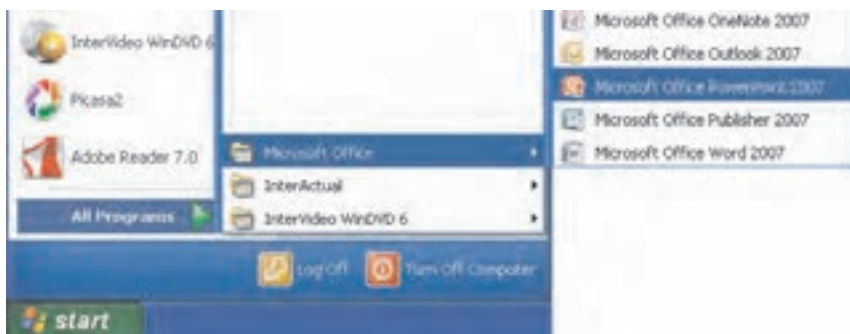 InterVideo WinDVD 6
Picasa2
Adobe Reader 7.0
All Programs
Microsoft Office
InterActual
InterVideo WinDVD 6
Microsoft Office OneNote 2007
Microsoft Office Outlook 2007
Microsoft Office PowerPoint 2007
Microsoft Office Publisher 2007
Microsoft Office Word 2007
Log Off
Turn Off Computer
start